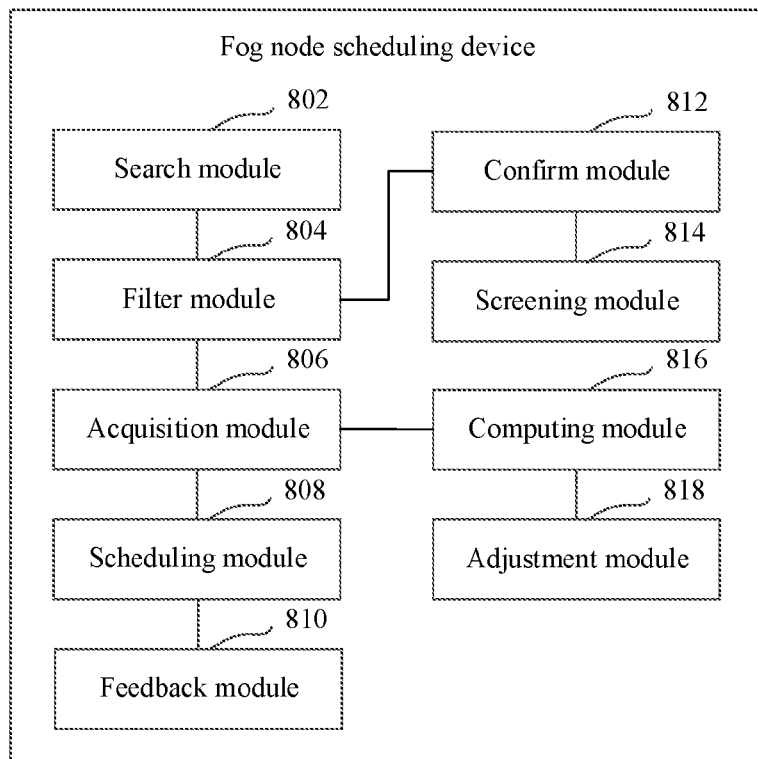 Fog node scheduling device
802
Search module
804
Filter module
806
Acquisition module
808
Scheduling module
810
Feedback module
812
Confirm module
814
Screening module
816
Computing module
818
Adjustment module